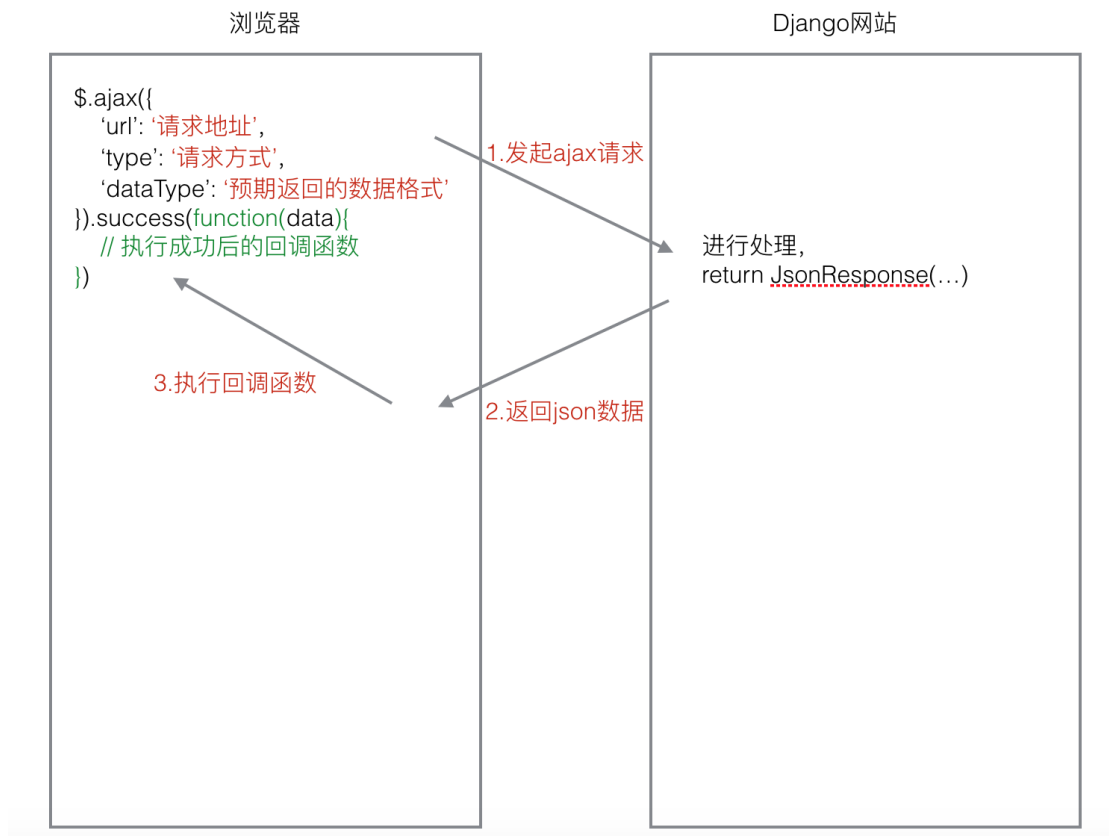 浏览器
Django网站
$.ajax({
‘url’: ‘请求地址’,
‘type’: ‘请求方式’,
‘dataType’: ‘预期返回的数据格式’
}).success(function(data){
// 执行成功后的回调函数
})
1.发起ajax请求
进行处理,
return JsonResponse(…)
2.返回json数据
3.执行回调函数